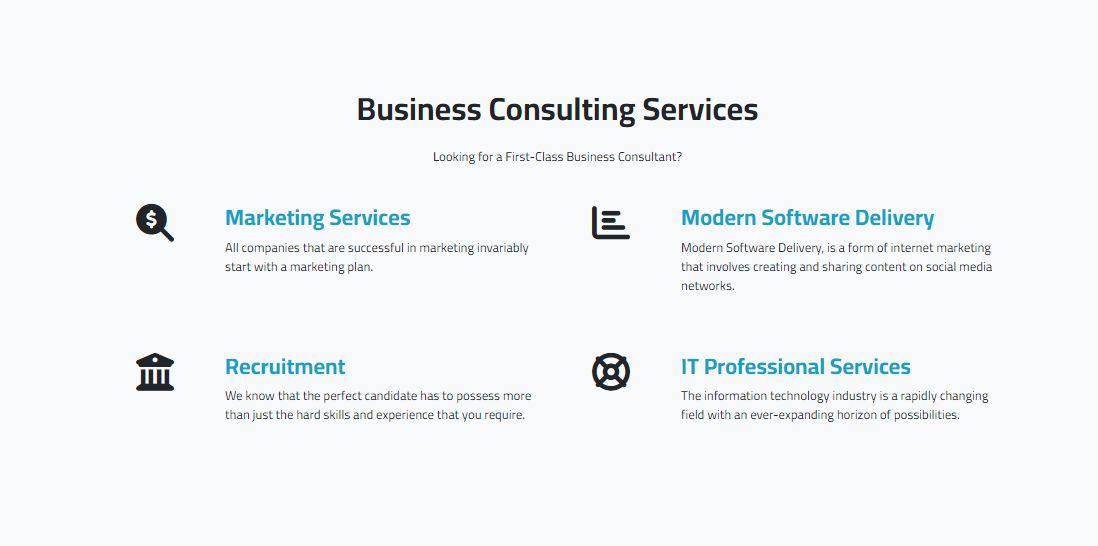 Business Consulting Services
Looking for a First-Class Business Consultant?
Marketing Services
All companies that are successful in marketing invariably
start with a marketing plan.
Modern Software Delivery
Modern Software Delivery, is a form of internet marketing
that involves creating and sharing content on social media
networks.
Recruitment
We know that the perfect candidate has to possess more
than just the hard skills and experience that you require.
IT Professional Services
The information technology industry is a rapidly changing
field with an ever-expanding horizon of possibilities.